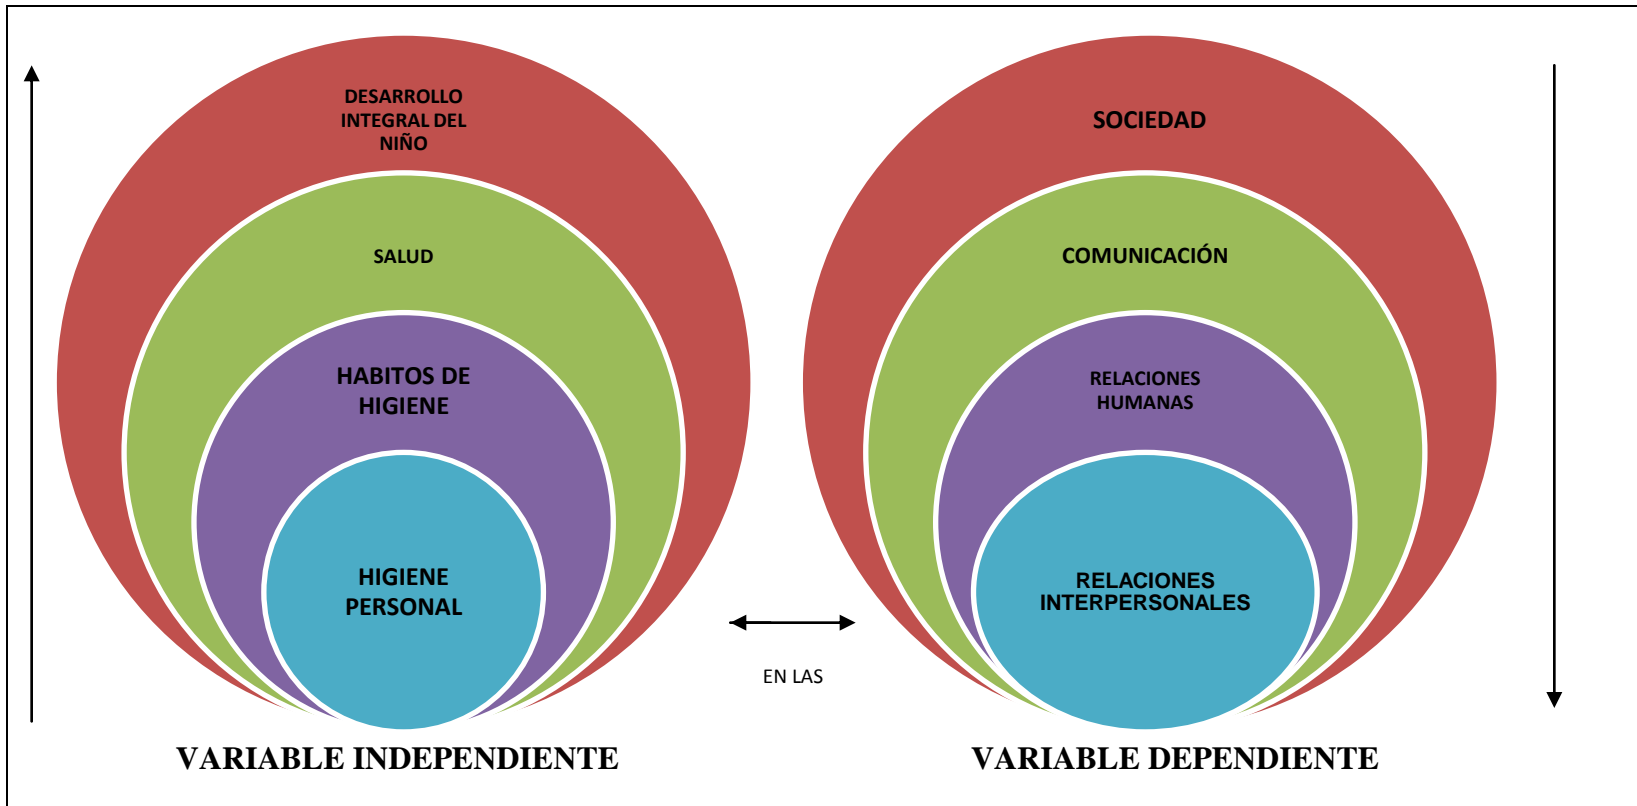 DESARROLLO
INTEGRAL DEL
NIÑO
SALUD
HABITOS DE
HIGIENE
HIGIENE
PERSONAL
VARIABLE INDEPENDIENTE
EN LAS
SOCIEDAD
COMUNICACIÓN
RELACIONES
HUMANAS
RELACIONES
INTERPERSONALES
VARIABLE DEPENDIENTE